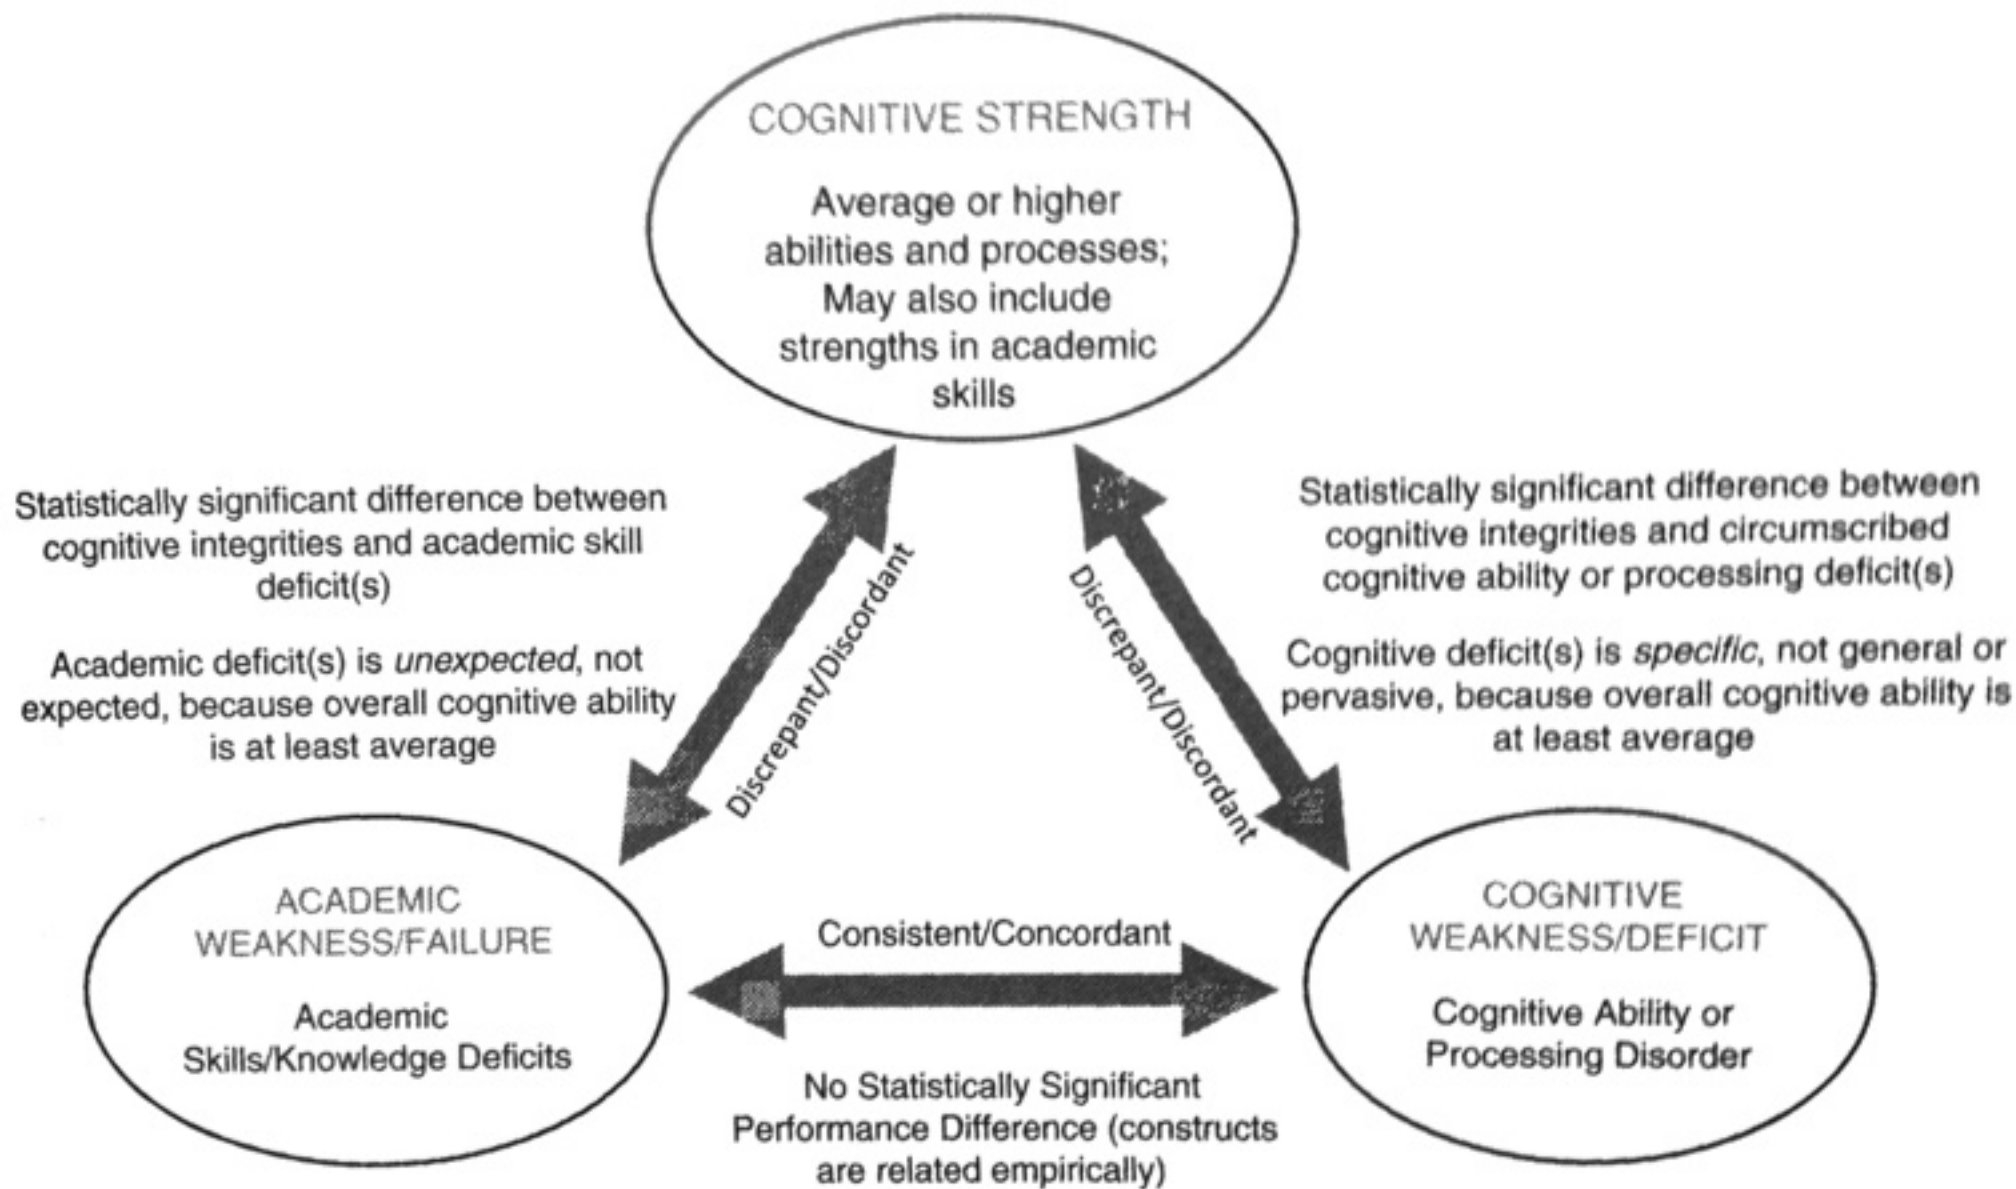 COGNITIVE STRENGTH
Average or higher
abilities and processes;
May also include
strengths in academic
skills
Statistically significant difference between
cognitive integrities and academic skill
deficit(s)
Academic deficit(s) is unexpected, not
expected, because overall cognitive ability
is at least average
Discrepant/Discordant
Discrepant/Discordant
Statistically significant difference between
cognitive integrities and circumscribed
cognitive ability or processing deficit(s)
Cognitive deficit(s) is specific, not general or
pervasive, because overall cognitive ability is
at least average
ACADEMIC
WEAKNESS/FAILURE
Academic
Skills/Knowledge Deficits
Consistent/Concordant
No Statistically Significant
Performance Difference (constructs
are related empirically)
COGNITIVE
WEAKNESS/DEFICIT
Cognitive Ability or
Processing Disorder